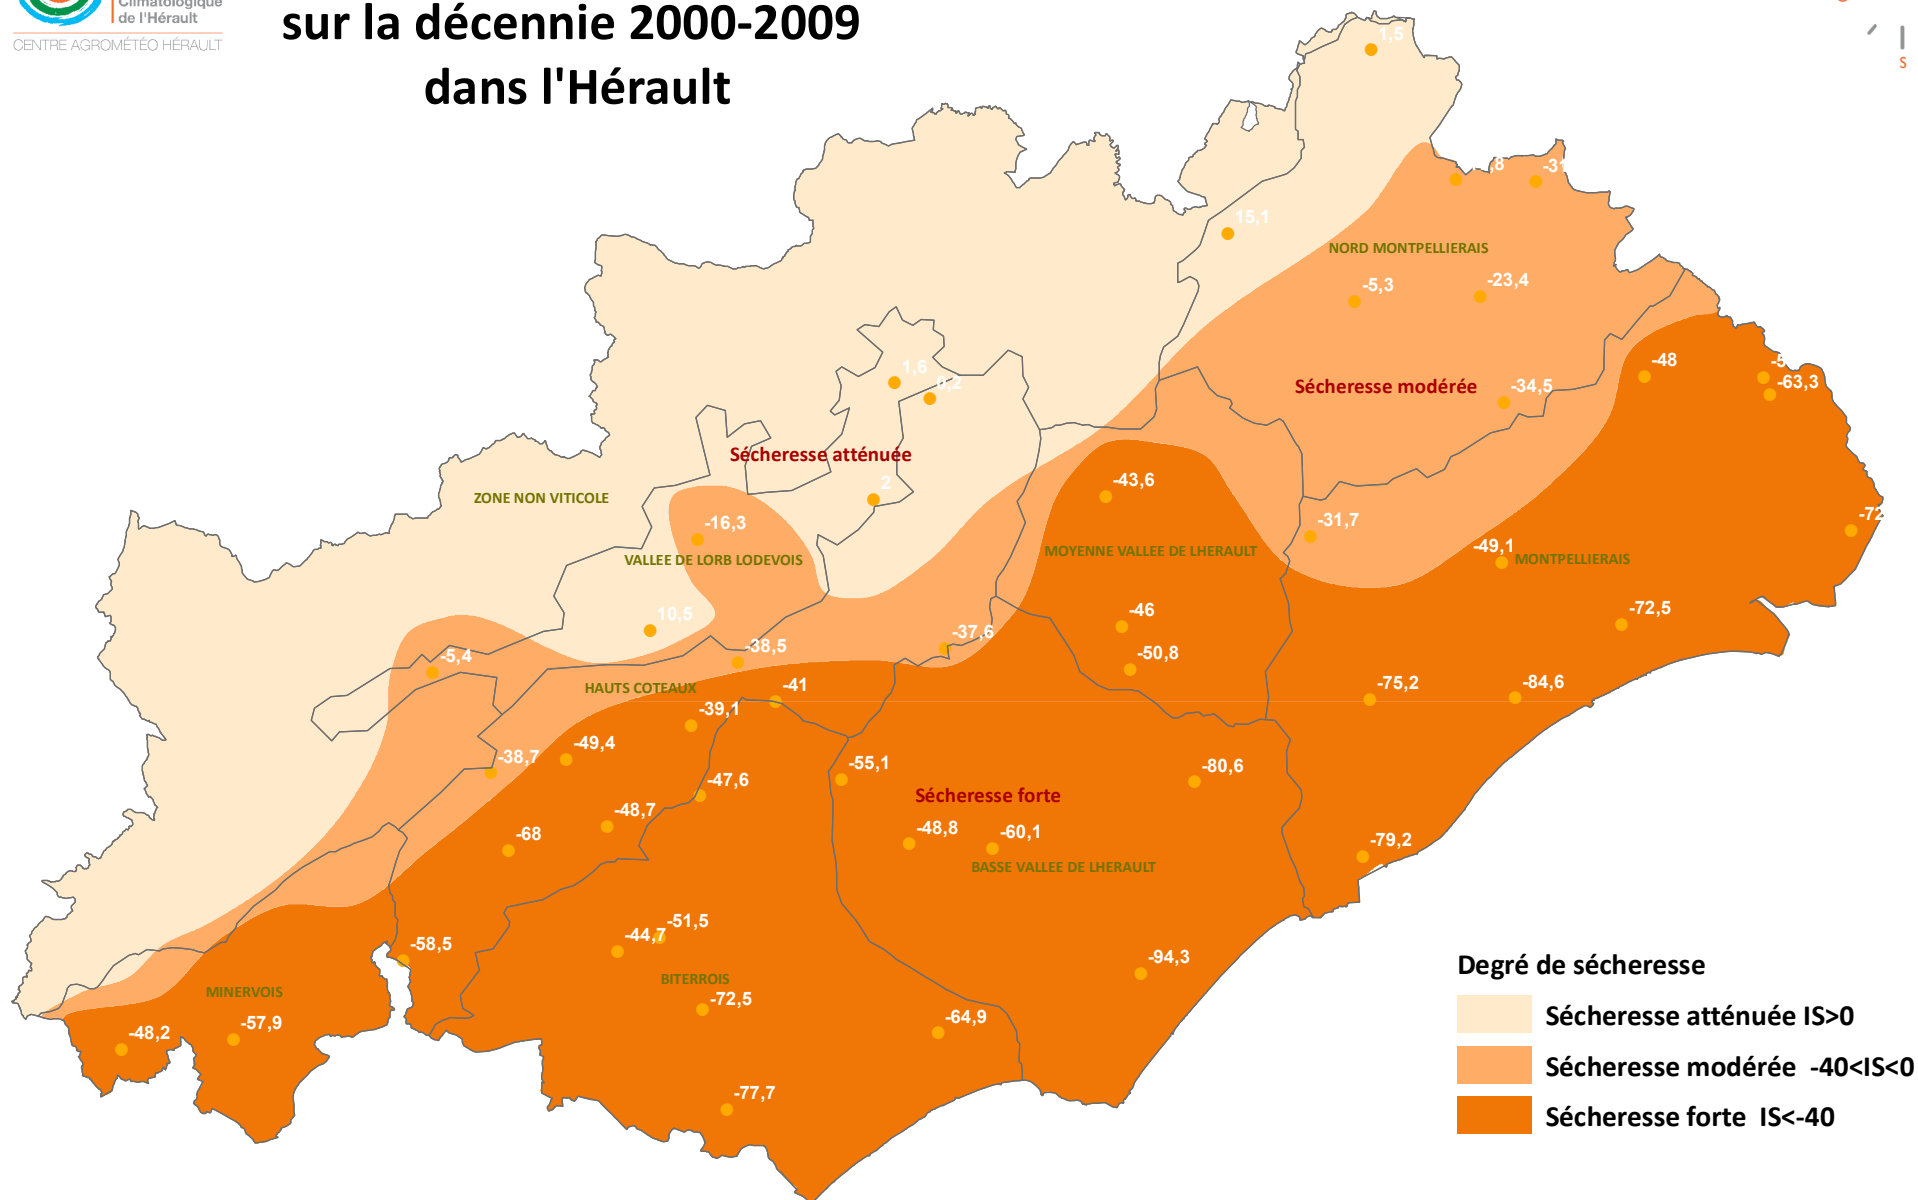 Climatologique
de l'Hérault
CENTRE AGROMÉTÉO HÉRAULT
sur la décennie 2000-2009
dans l'Hérault
S
1,5
-31
15,1
NORD MONTPELLIERAIS
-5,3
-23,4
-48
-63,3
1,6
0,2
Sécheresse modérée
-34,5
Sécheresse atténuée
2
-43,6
ZONE NON VITICOLE
-16,3
-31,7
-72
-49,1
VALLEE DE LORB LODEVOIS
MOYENNE VALLEE DE LHERAULT
MONTPELLIERAIS
10,5
-46
-72,5
-37,6
-5,4
-38,5
-50,8
HAUTS COTEAUX
-41
-75,2
-84,6
-39,1
-49,4
-38,7
-55,1
-80,6
-47,6
Sécheresse forte
-48,7
-68
-48,8
-60,1
-79,2
BASSE VALLEE DE LHERAULT
-51,5
-44,7
-58,5
-94,3
BITERROIS
MINERVOIS
-72,5
-64,9
-48,2
-57,9
-77,7
Degré de sécheresse
Sécheresse atténuée IS>0
Sécheresse modérée -40<IS<0
Sécheresse forte IS<-40